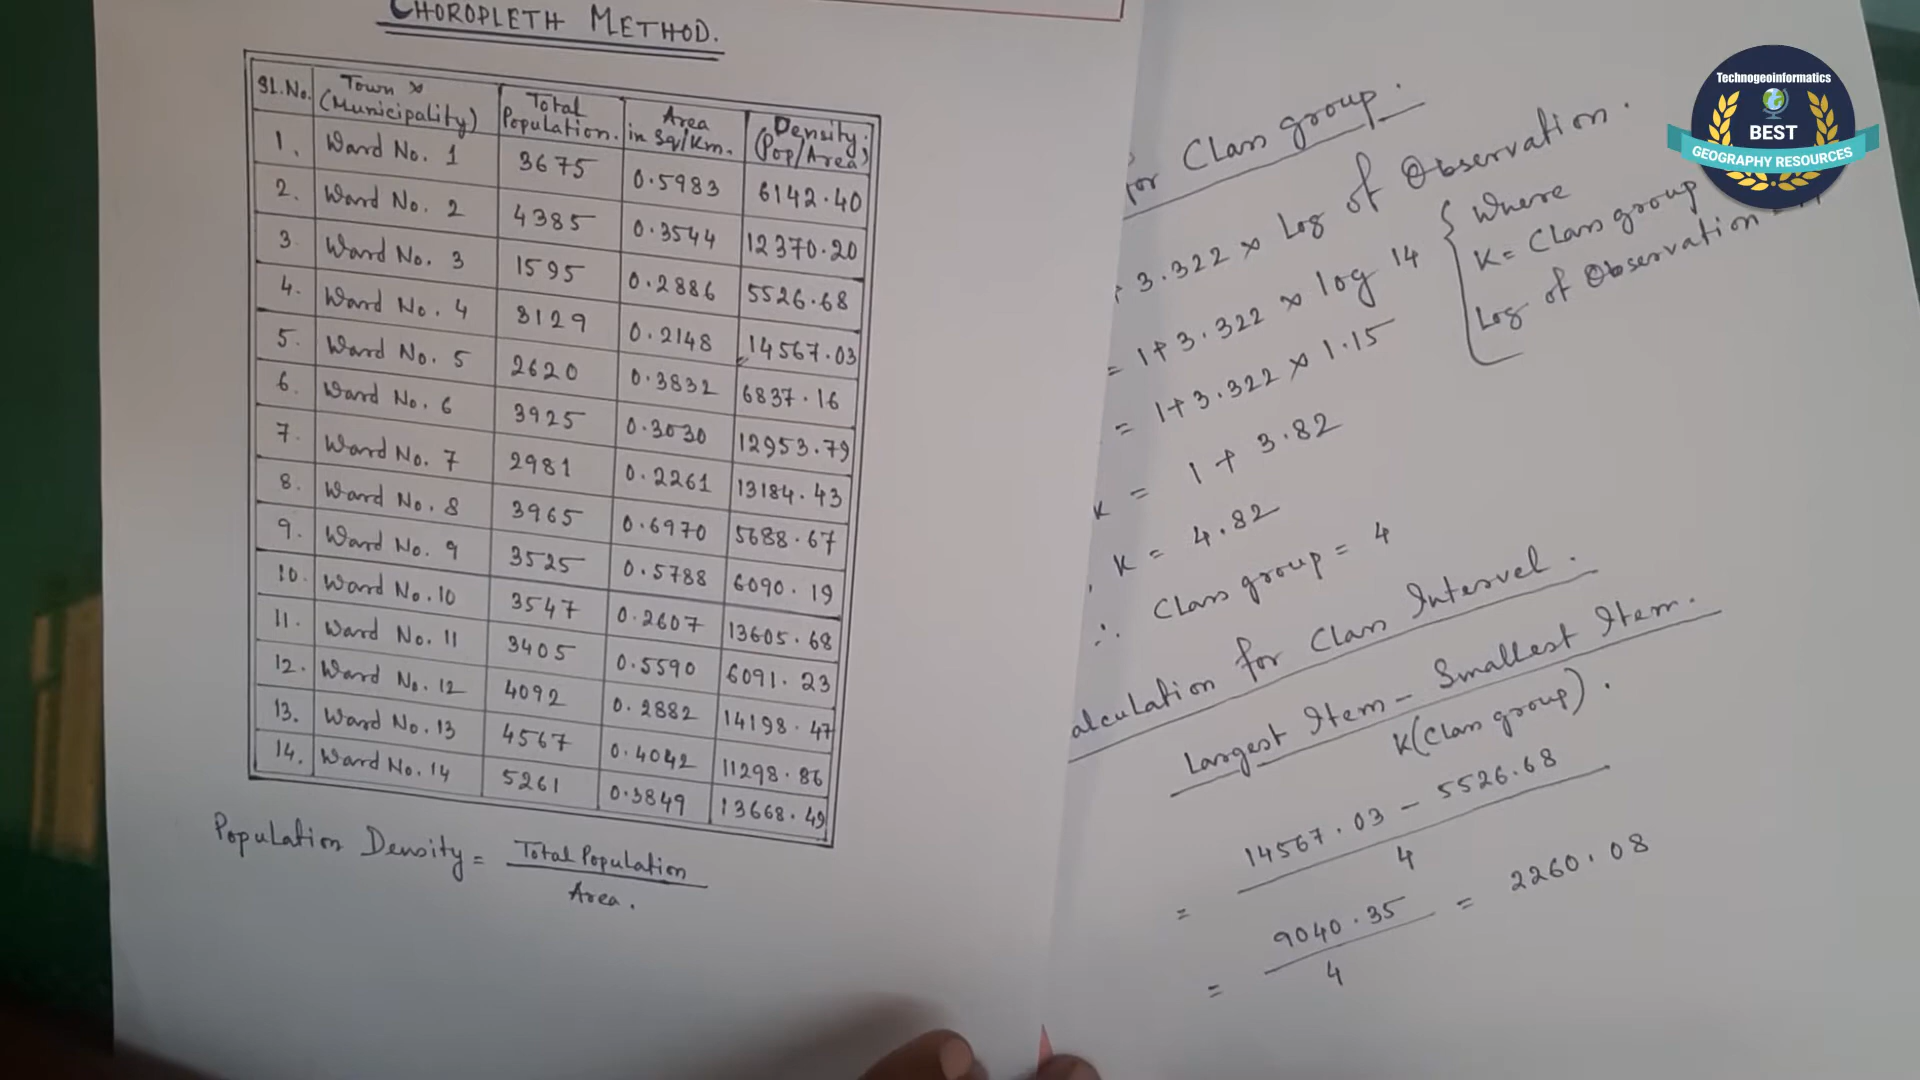 CHOROPLETH METHOD.
Sl.No. Town (Municipality) Total Population. Area in Sq/Km. Density. (Pop/Area)
1. Ward No. 1 3675 0.5983 6142.40
2. Ward No. 2 4385 0.3544 12370.20
3. Ward No. 3 1595 0.2886 5526.68
4. Ward No. 4 3129 0.2148 14567.03
5. Ward No. 5 2620 0.3832 6837.16
6. Ward No. 6 3925 0.3030 12953.79
7. Ward No. 7 2981 0.2261 13184.43
8. Ward No. 8 3965 0.6970 5688.67
9. Ward No. 9 3525 0.5788 6090.19
10. Ward No. 10 3547 0.2607 13605.68
11. Ward No. 11 3405 0.5590 6091.23
12. Ward No. 12 4092 0.2882 14198.47
13. Ward No. 13 4567 0.4042 11298.86
14. Ward No. 14 5261 0.3849 13668.49
Population Density = Total Population
Area.
for Class group.
+ 3.322 x Log of Observation.
= 1+3.322 x log 14
{ Where
K = Class group
Log of Observation =
= 1+3.322 x 1.15
K = 1 + 3.82
K = 4.82
∴ Class group = 4
alculation for Class Interval.
Largest Item - Smallest Item.
K(Class group).
= 14567.03 - 5526.68
4
= 9040.35 = 2260.08
4
Technogeoinformatics
BEST
GEOGRAPHY RESOURCES